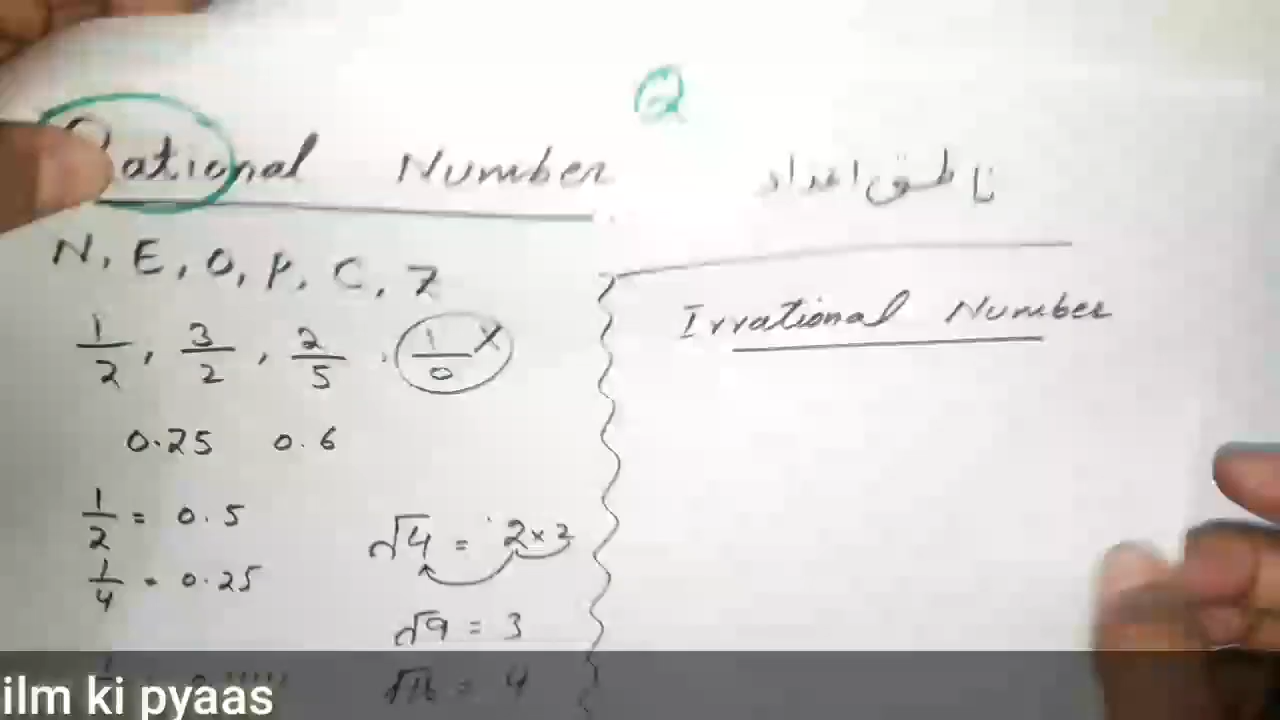 Q
Rational Number
ناطق اعداد
N, E, O, P, C, Z
1/2, 3/2, 2/5, 1/0 X
0.25 0.6
1/2 = 0.5
1/4 = 0.25
√4 = 2×2
√9 = 3
√16 = 4
Irrational Number
ilm ki pyaas